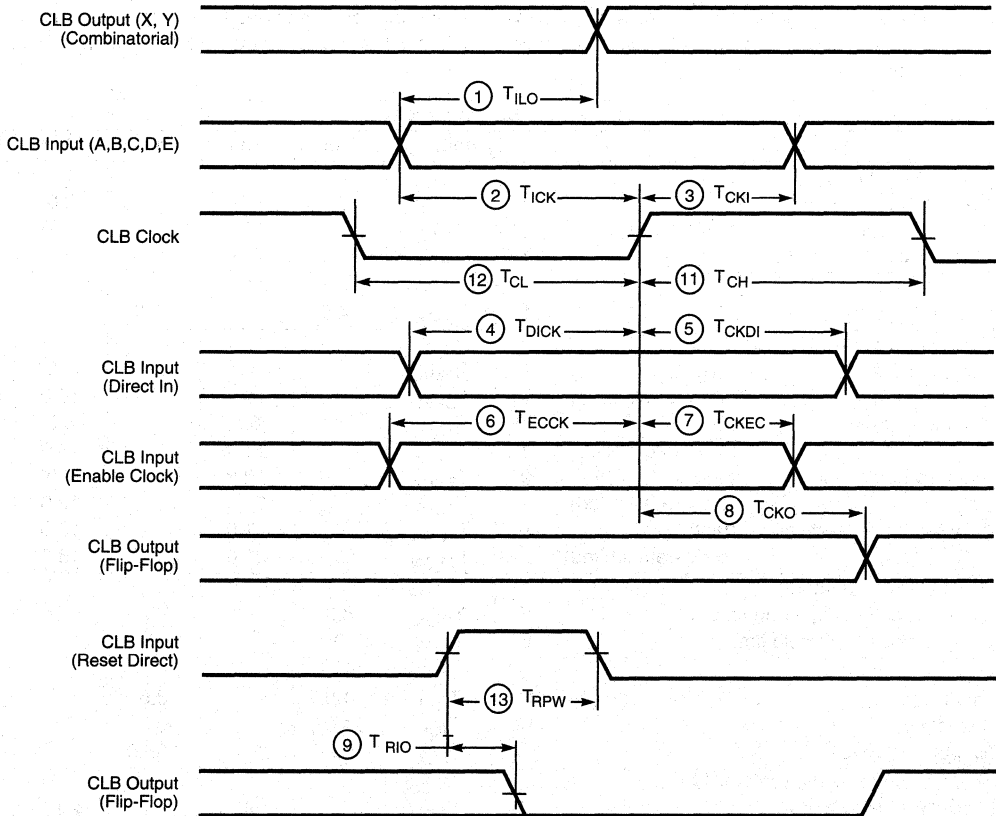 CLB Output (X, Y)
(Combinatorial)
1 TILO
CLB Input (A,B,C,D,E)
2 TICK
3 TCKI
CLB Clock
12 TCL
11 TCH
4 TDICK
5 TCKDI
CLB Input
(Direct In)
6 TECCK
7 TCKEC
CLB Input
(Enable Clock)
8 TCKO
CLB Output
(Flip-Flop)
CLB Input
(Reset Direct)
13 TRPW
9 T RIO
CLB Output
(Flip-Flop)